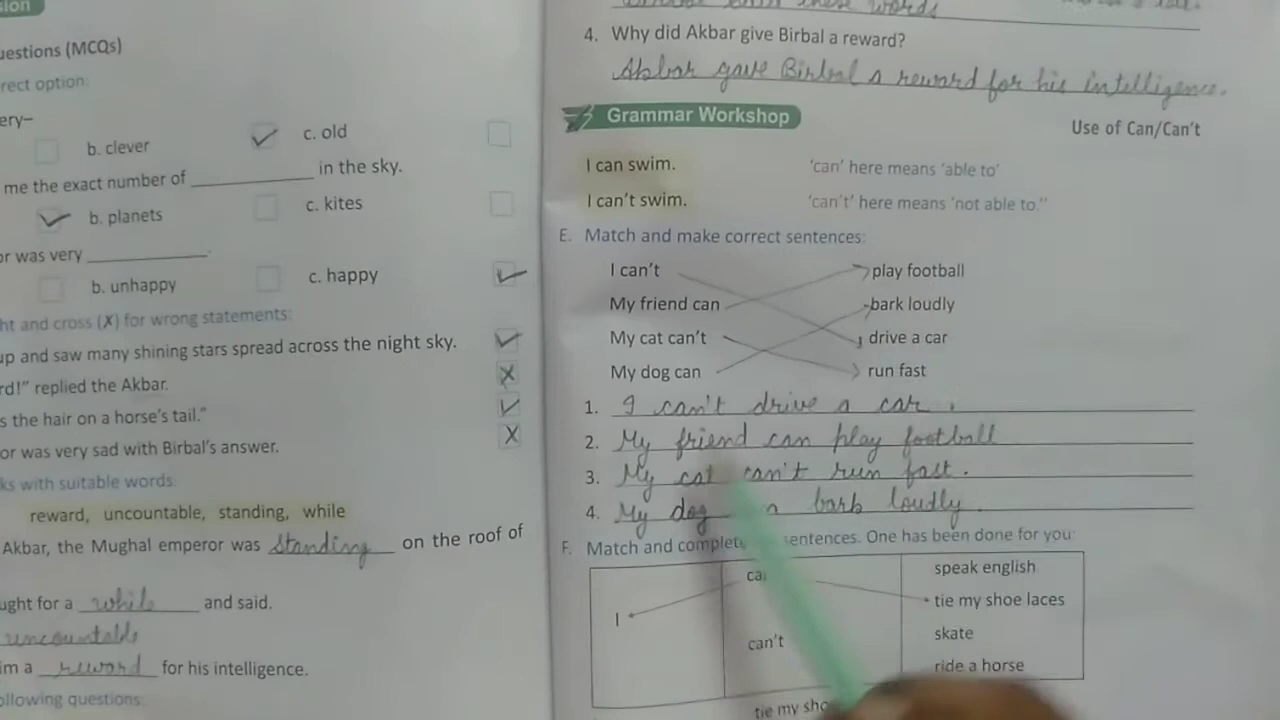 sion
uestions (MCQs)
rect option:
ery–
b. clever
c. old
me the exact number of ____________ in the sky.
b. planets
c. kites
or was very ____________.
b. unhappy
c. happy
ht and cross (X) for wrong statements:
up and saw many shining stars spread across the night sky.
rd!" replied the Akbar.
s the hair on a horse's tail."
or was very sad with Birbal's answer.
ks with suitable words:
reward, uncountable, standing, while
Akbar, the Mughal emperor was standing on the roof of
ught for a while and said.
uncountable
im a reward for his intelligence.
ollowing questions:
these words
4. Why did Akbar give Birbal a reward?
Akbar gave Birbal a reward for his intelligence.
Grammar Workshop
Use of Can/Can't
I can swim. 'can' here means 'able to'
I can't swim. 'can't' here means 'not able to."
E. Match and make correct sentences:
I can't play football
My friend can bark loudly
My cat can't drive a car
My dog can run fast
1. I can't drive a car.
2. My friend can play football
3. My cat can't run fast.
4. My dog bark loudly.
F. Match and complet sentences. One has been done for you:
I
ca
can't
speak english
tie my shoe laces
skate
ride a horse
tie my sho